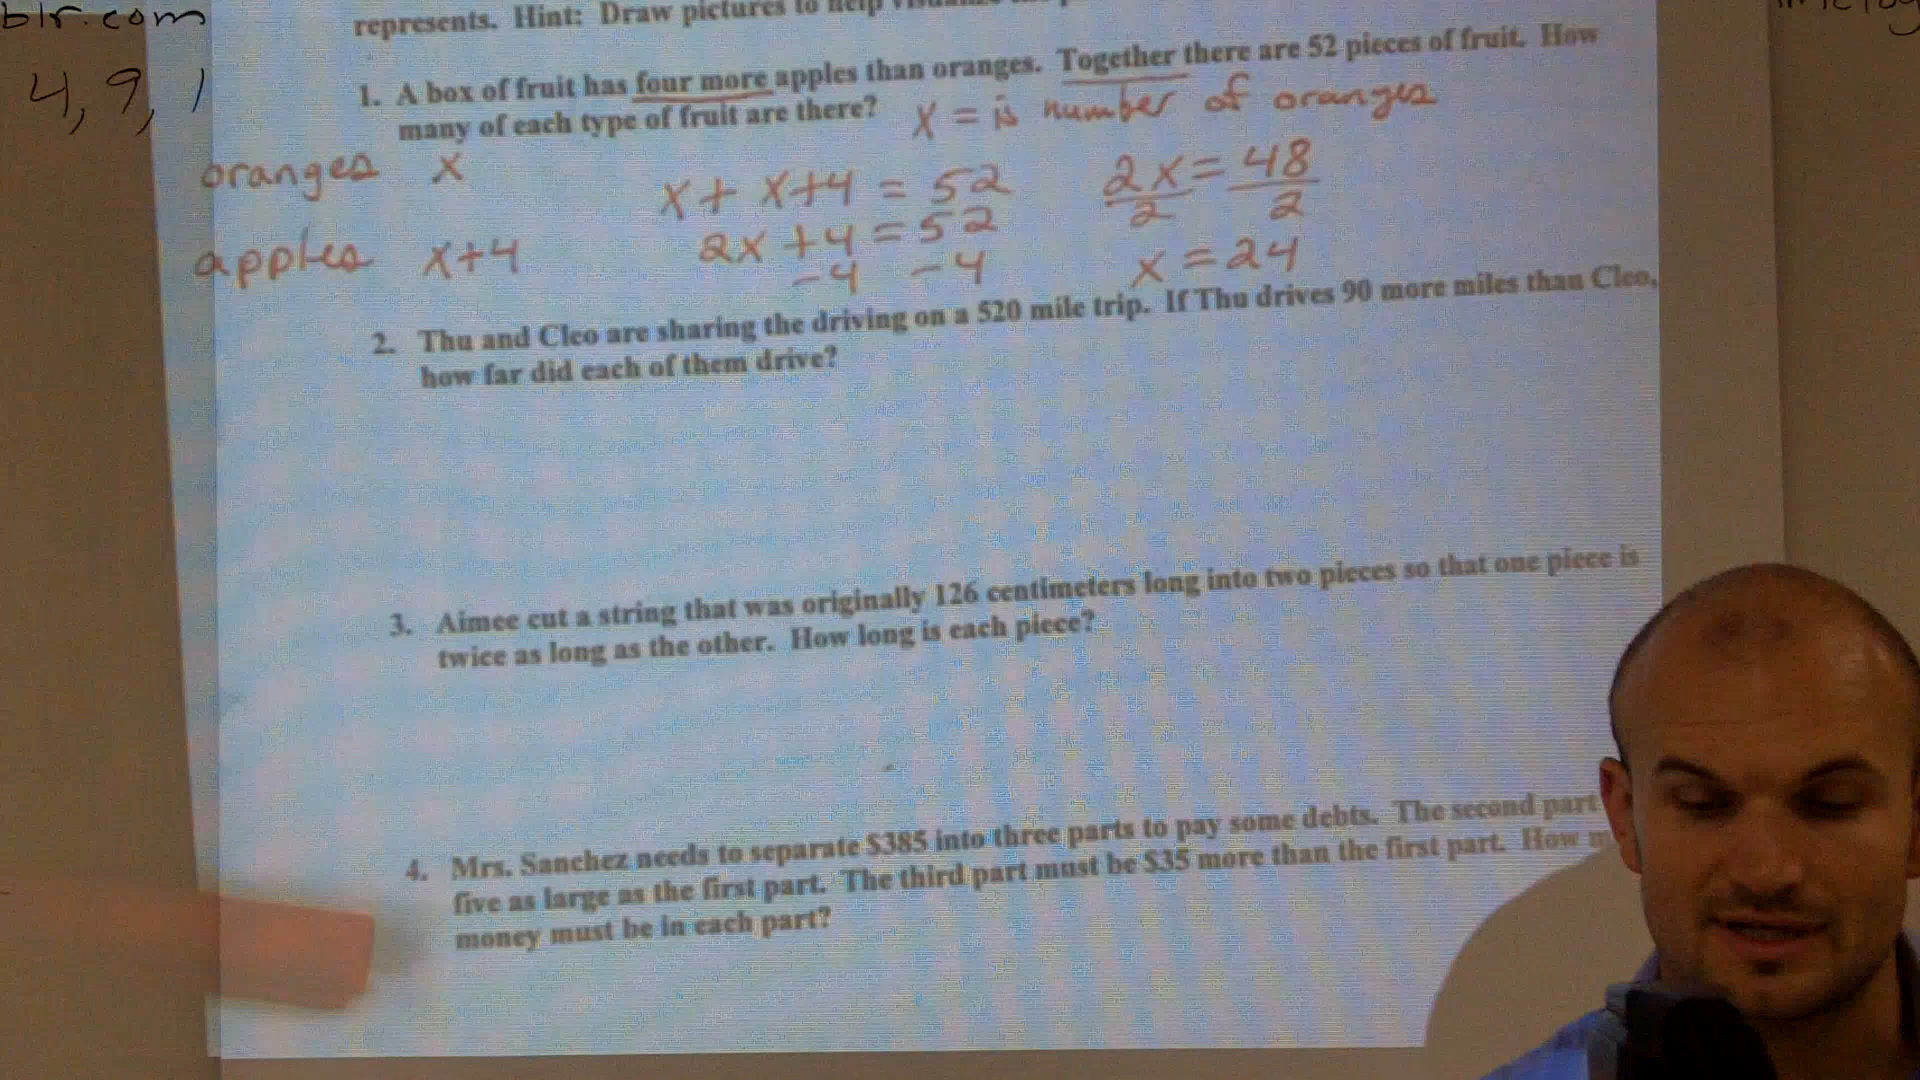 blr.com
4, 9, 1
represents. Hint: Draw pictures to help
1. A box of fruit has four more apples than oranges. Together there are 52 pieces of fruit. How
many of each type of fruit are there?
x = is number of oranges
oranges x
apples x+4
x + x+4 = 52
2x +4 = 52
-4 -4
2x = 48
2 2
x = 24
2. Thu and Cleo are sharing the driving on a 520 mile trip. If Thu drives 90 more miles than Cleo,
how far did each of them drive?
3. Aimee cut a string that was originally 126 centimeters long into two pieces so that one piece is
twice as long as the other. How long is each piece?
4. Mrs. Sanchez needs to separate $385 into three parts to pay some debts. The second part
five as large as the first part. The third part must be $35 more than the first part. How
money must be in each part?